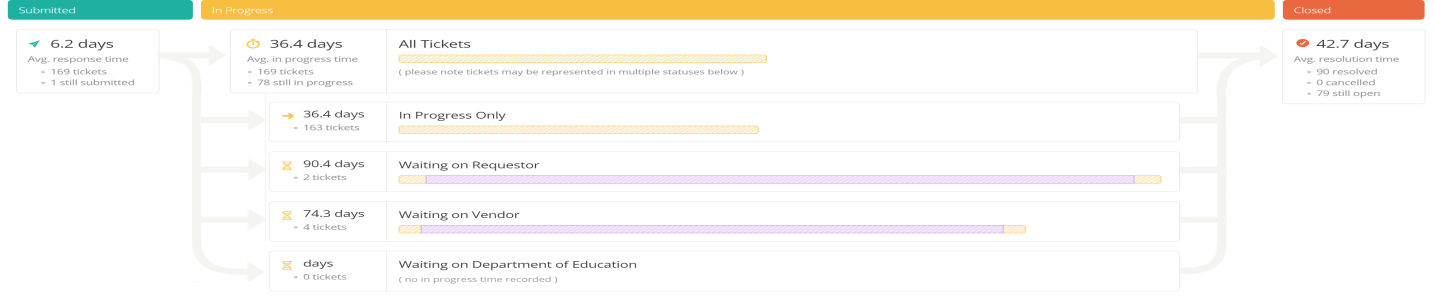 Submitted
In Progress
Closed
6.2 days
Avg. response time
169 tickets
1 still submitted
36.4 days
Avg. in progress time
169 tickets
78 still in progress
All Tickets
( please note tickets may be represented in multiple statuses below )
42.7 days
Avg. resolution time
90 resolved
0 cancelled
79 still open
36.4 days
163 tickets
In Progress Only
90.4 days
2 tickets
Waiting on Requestor
74.3 days
4 tickets
Waiting on Vendor
days
0 tickets
Waiting on Department of Education
( no in progress time recorded )